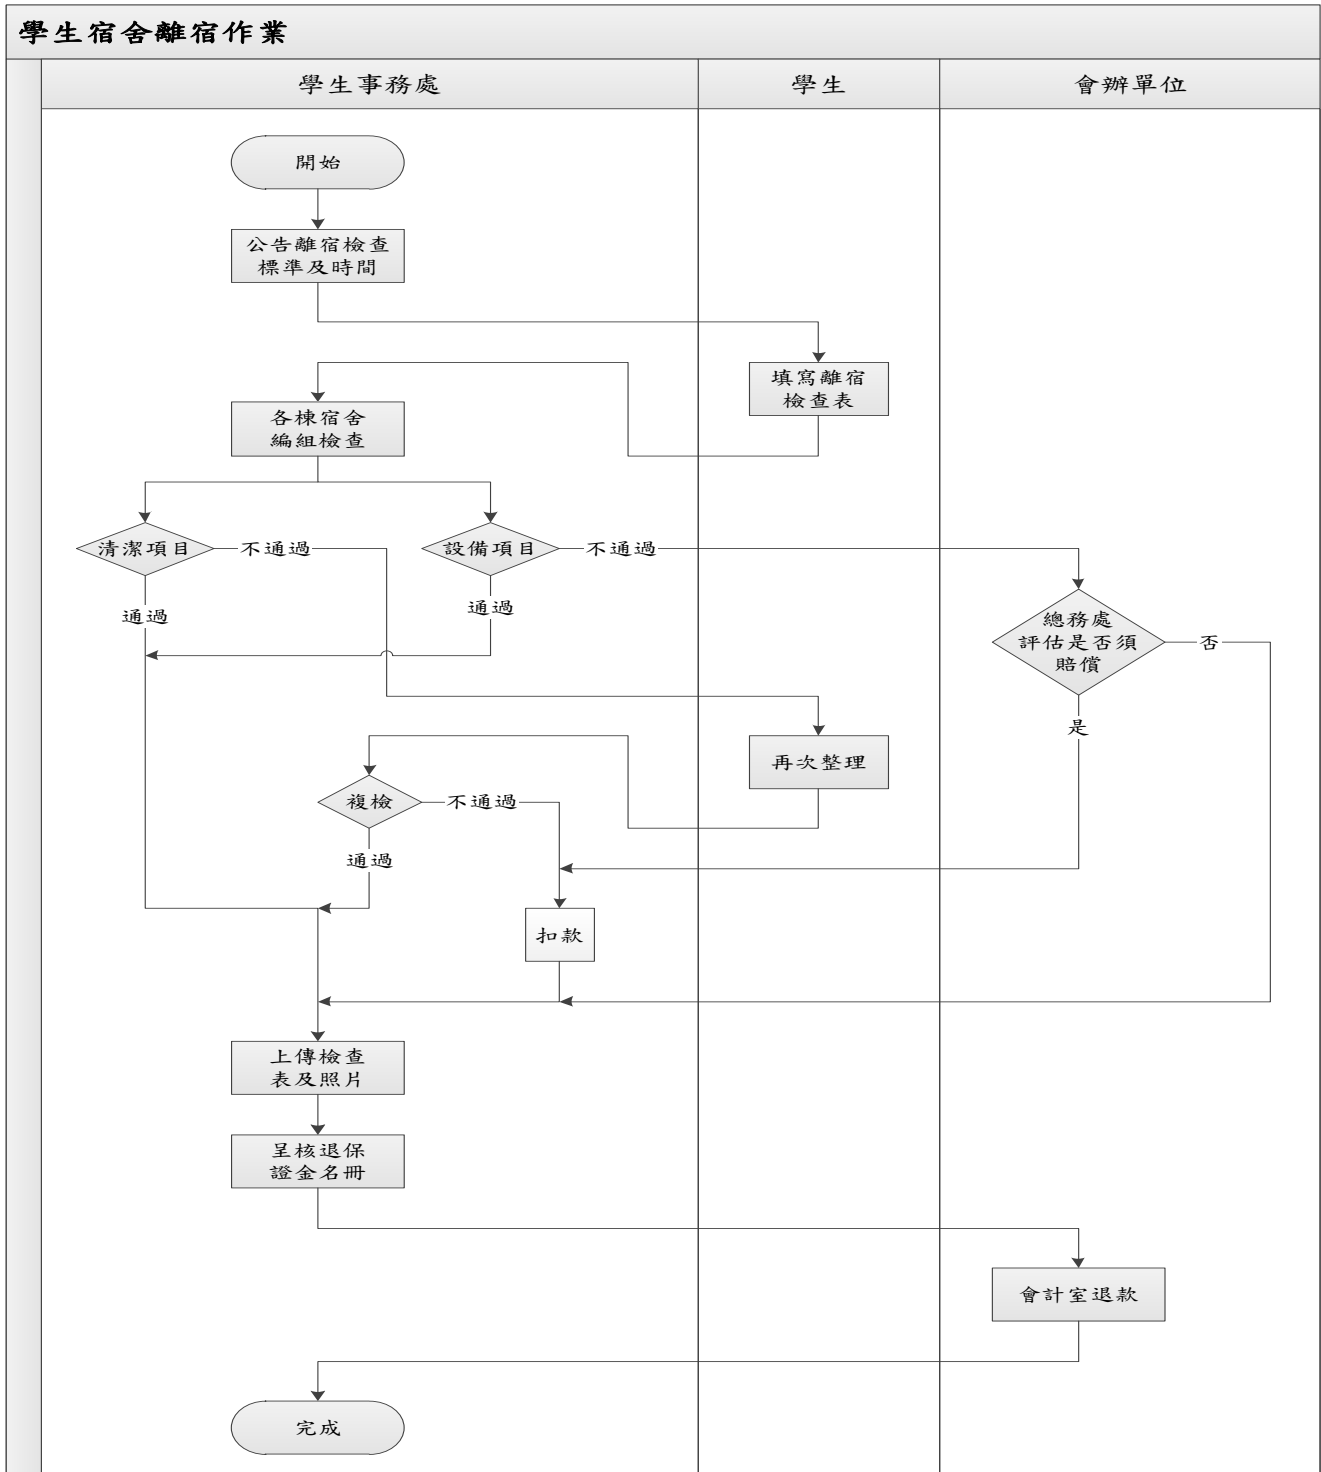 學生宿舍離宿作業
學生事務處
學生
會辦單位
開始
公告離宿檢查
標準及時間
填寫離宿
檢查表
各棟宿舍
編組檢查
清潔項目
不通過
設備項目
不通過
通過
通過
總務處
評估是否須
賠償
否
是
再次整理
複檢
不通過
通過
扣款
上傳檢查
表及照片
呈核退保
證金名冊
會計室退款
完成